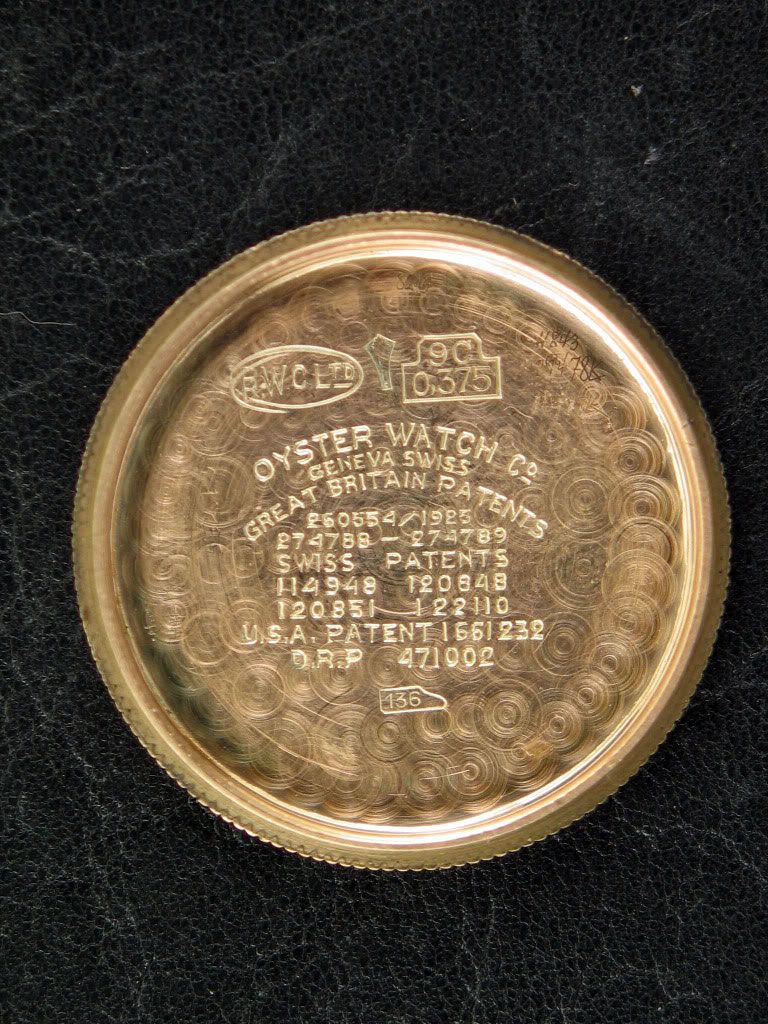 R.W.C LTD
9C
0,375
OYSTER WATCH Co
GENEVA SWISS
GREAT BRITAIN PATENTS
260554/1925
274788 - 274789
SWISS PATENTS
114948 120848
120851 122110
U.S.A. PATENT 1661232
D.R.P 471002
136